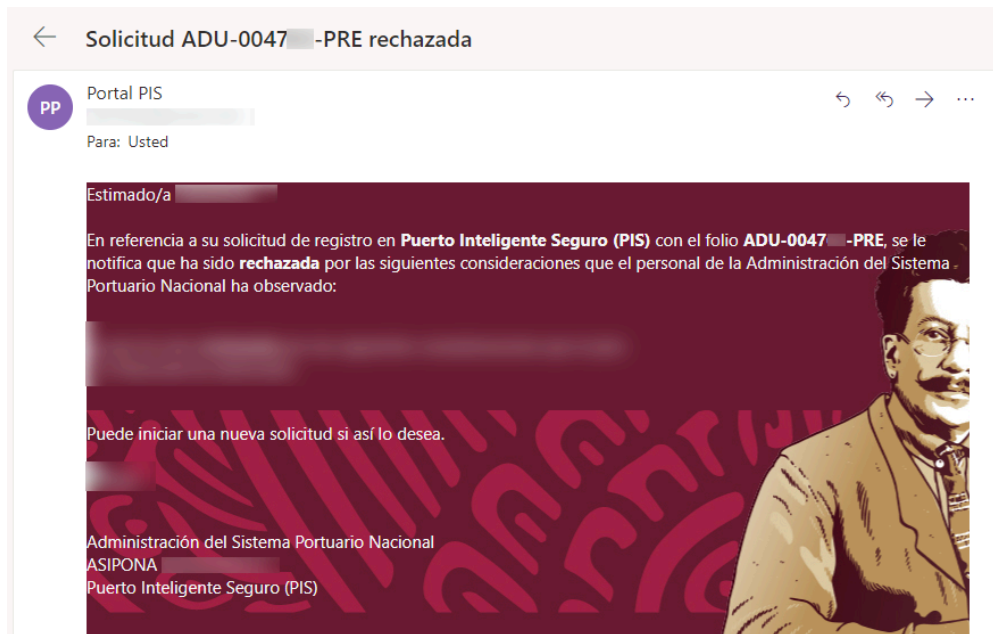 Solicitud ADU-0047 -PRE rechazada
PP
Portal PIS
Para: Usted
Estimado/a
En referencia a su solicitud de registro en Puerto Inteligente Seguro (PIS) con el folio ADU-0047 -PRE, se le
notifica que ha sido rechazada por las siguientes consideraciones que el personal de la Administración del Sistema
Portuario Nacional ha observado:
Puede iniciar una nueva solicitud si así lo desea.
Administración del Sistema Portuario Nacional
ASIPONA
Puerto Inteligente Seguro (PIS)